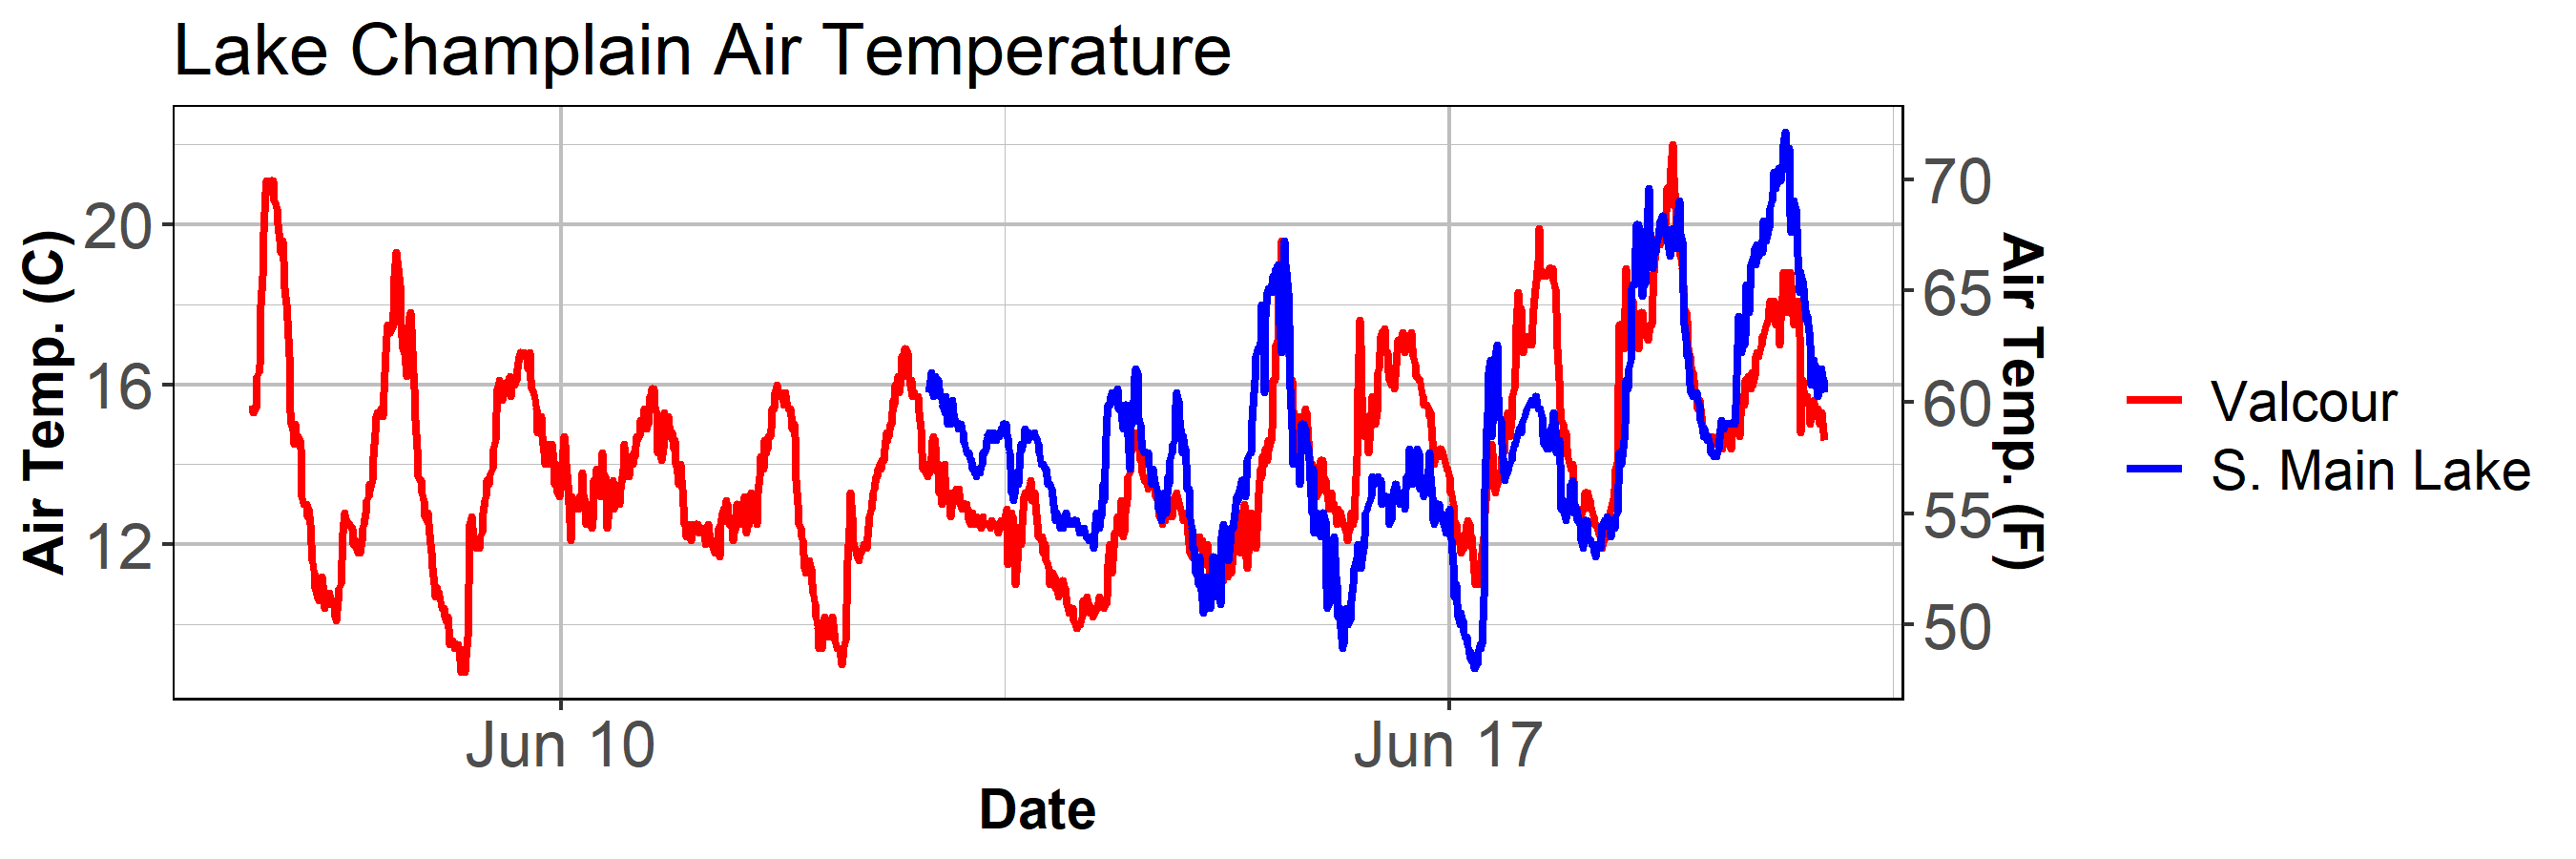 Lake Champlain Air Temperature
Air Temp. (C)
20
16
12
70
65
60
55
50
Air Temp. (F)
Jun 10
Jun 17
Date
Valcour
S. Main Lake